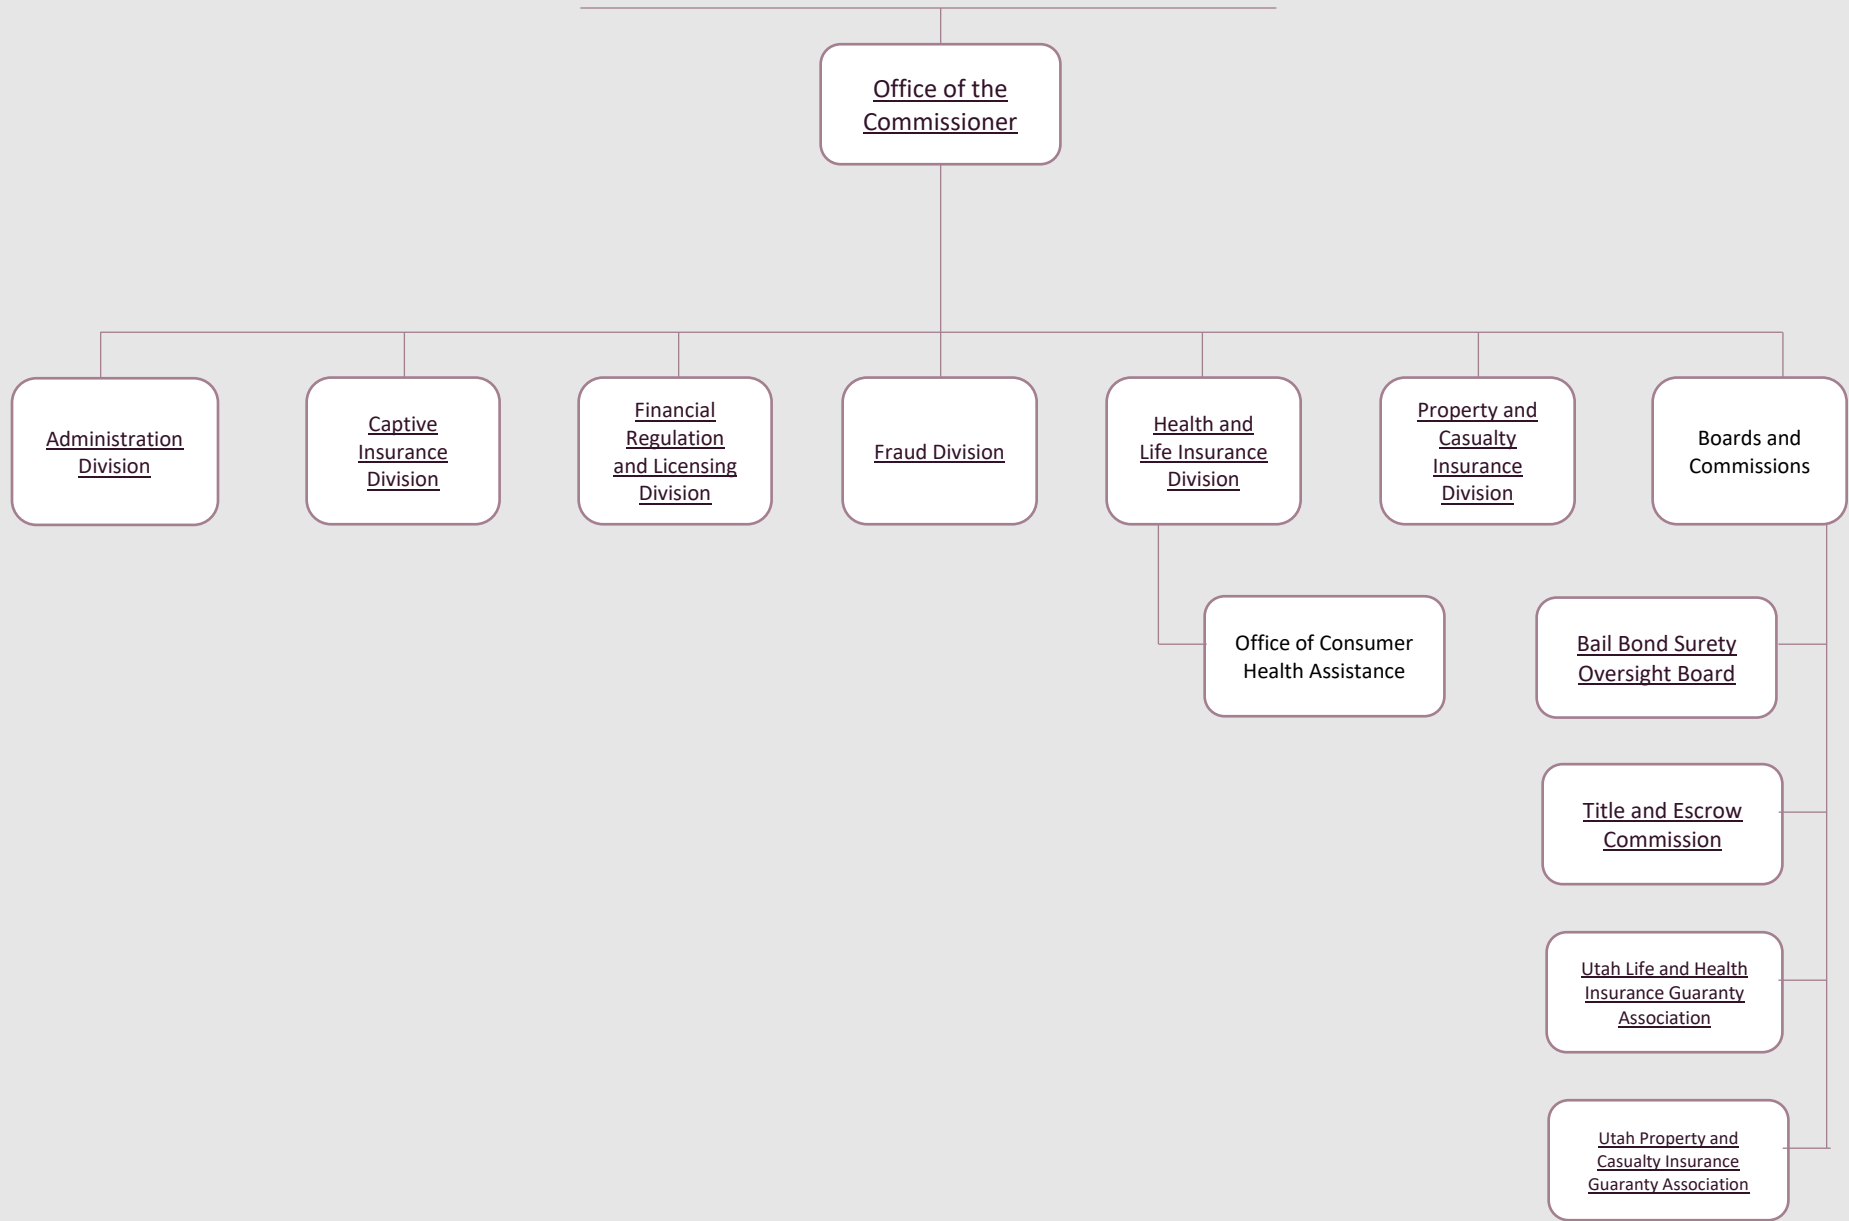 Office of the
Commissioner
Administration
Division
Captive
Insurance
Division
Financial
Regulation
and Licensing
Division
Fraud Division
Health and
Life Insurance
Division
Property and
Casualty
Insurance
Division
Boards and
Commissions
Office of Consumer
Health Assistance
Bail Bond Surety
Oversight Board
Title and Escrow
Commission
Utah Life and Health
Insurance Guaranty
Association
Utah Property and
Casualty Insurance
Guaranty Association